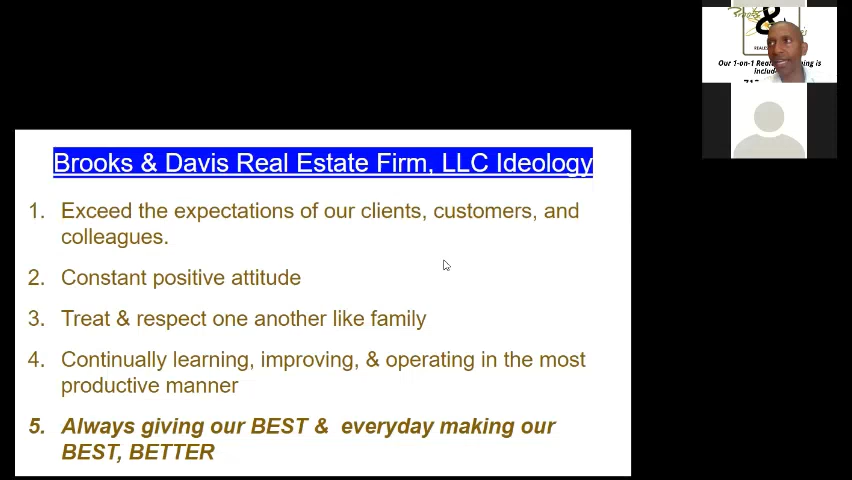 Brooks & Davis Real Estate Firm, LLC Ideology
1. Exceed the expectations of our clients, customers, and
colleagues.
2. Constant positive attitude
3. Treat & respect one another like family
4. Continually learning, improving, & operating in the most
productive manner
5. Always giving our BEST & everyday making our
BEST, BETTER
&
Our 1-on-1
is